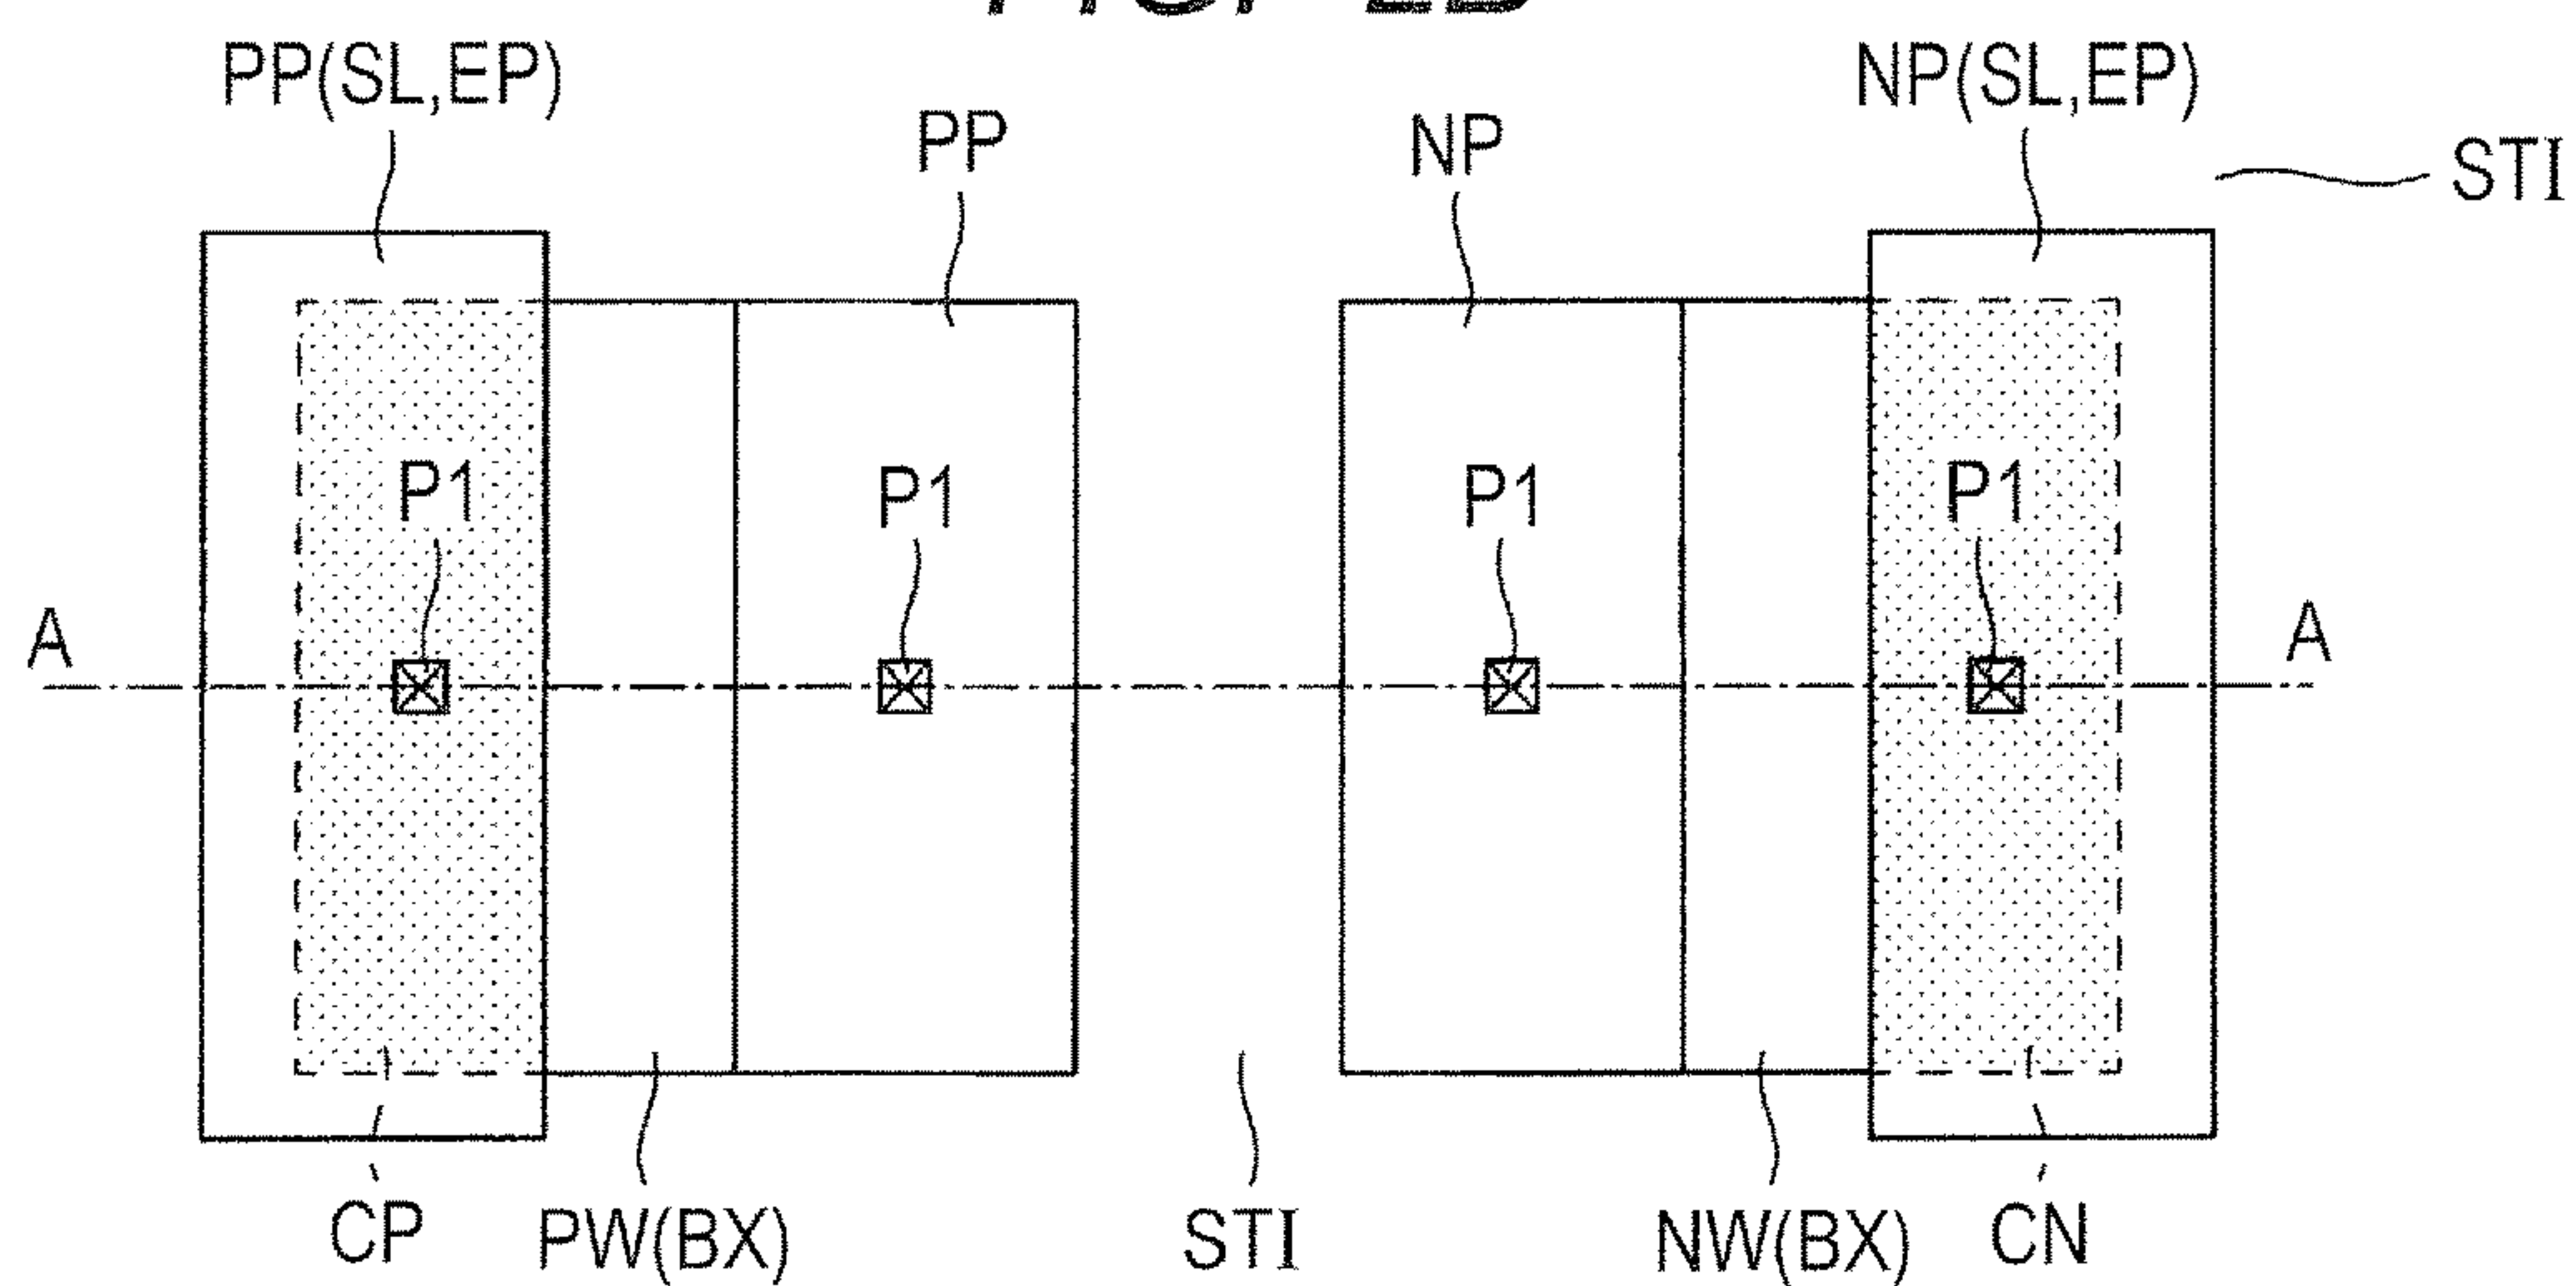 PP(SL,EP)
NP(SL,EP)
PP
NP
STI
P1
P1
P1
P1
A
A
CP
PW(BX)
STI
NW(BX)
CN